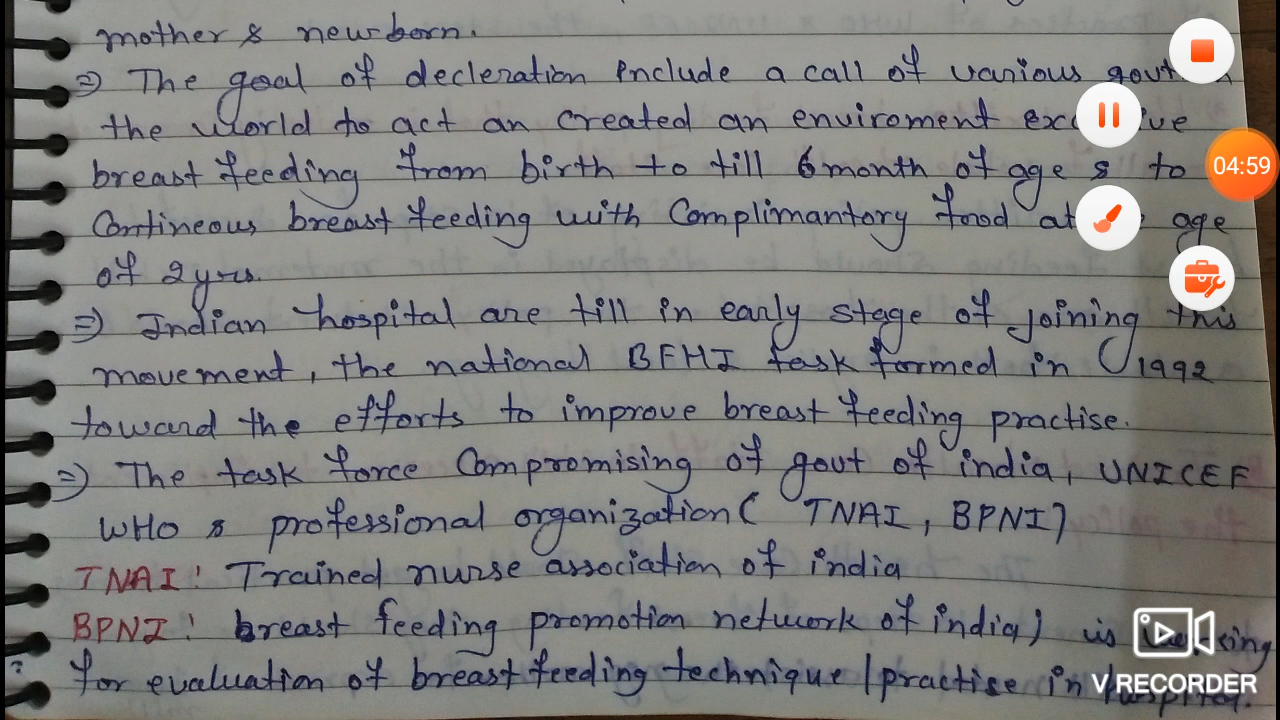 mother & newborn.
⇒ The goal of decleration include a call of various govt
the world to act an created an enviroment
breast feeding from birth to till 6 month of age & to
Contineous breast feeding with Complimantory food at age
of 2 yrs.
⇒ Indian hospital are till in early stage of joining this
movement, the national BFHI task formed in 1992
toward the efforts to improve breast feeding practise.
⇒ The task force Compromising of govt of india, UNICEF
WHO & professional organization ( TNAI, BPNI)
TNAI: Trained nurse association of india
BPNI: breast feeding promotion network of india) is
for evaluation of breast feeding technique / practise in
04:59
V RECORDER